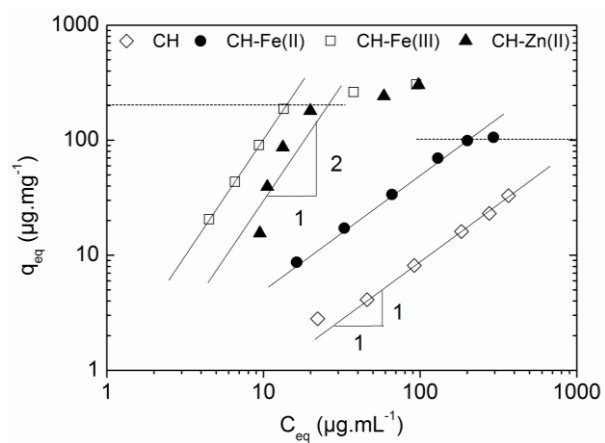 1000
◇ CH ● CH-Fe(II) □ CH-Fe(III) ▲ CH-Zn(II)
100
2
1
10
1
1
1
1 10 100 1000
q_eq (µg.mg⁻¹)
C_eq (µg.mL⁻¹)